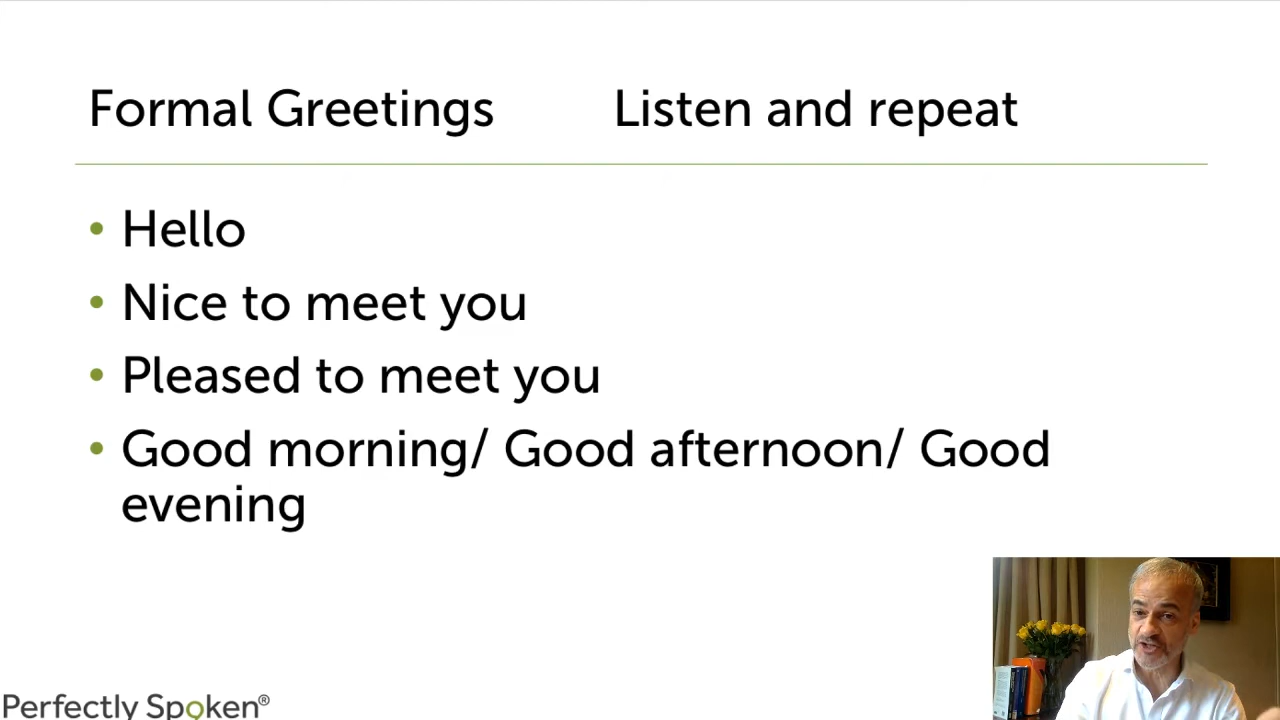 Formal Greetings Listen and repeat
• Hello
• Nice to meet you
• Pleased to meet you
• Good morning/ Good afternoon/ Good
evening
Perfectly Spoken®